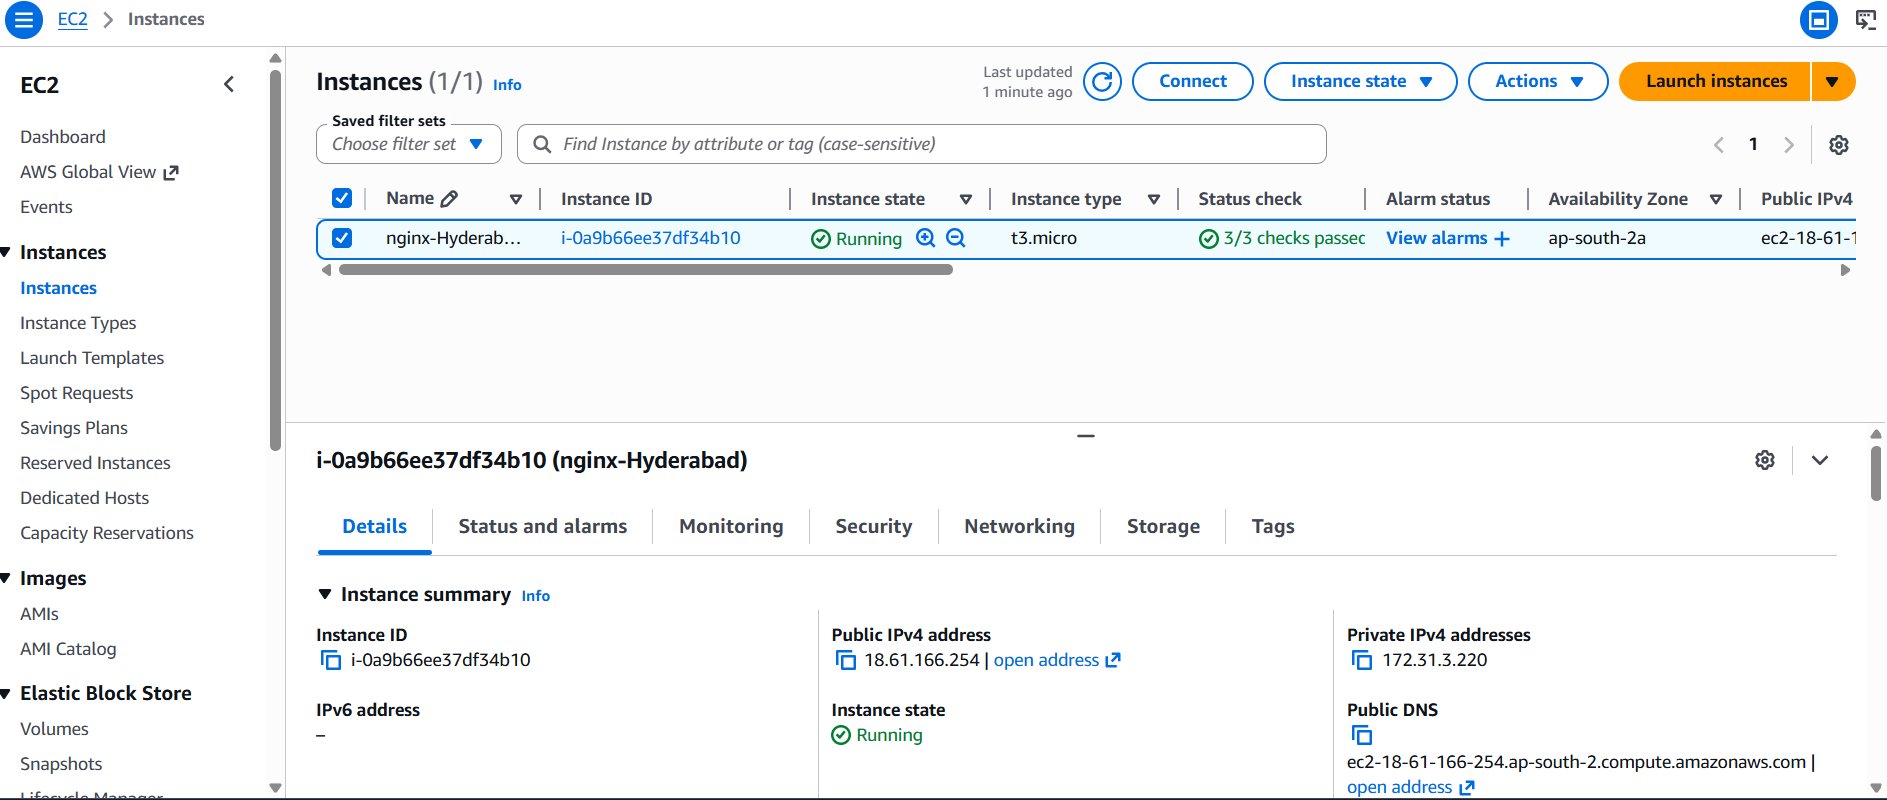 EC2 > Instances
EC2
Dashboard
AWS Global View
Events
Instances
Instances
Instance Types
Launch Templates
Spot Requests
Savings Plans
Reserved Instances
Dedicated Hosts
Capacity Reservations
Images
AMIs
AMI Catalog
Elastic Block Store
Volumes
Snapshots
Lifecycle Manager
Instances (1/1) Info
Last updated
1 minute ago
Connect
Instance state
Actions
Launch instances
Saved filter sets
Choose filter set
Find Instance by attribute or tag (case-sensitive)
1
Name Instance ID Instance state Instance type Status check Alarm status Availability Zone Public IPv4
nginx-Hyderab... i-0a9b66ee37df34b10 Running t3.micro 3/3 checks passed View alarms + ap-south-2a ec2-18-61-1
i-0a9b66ee37df34b10 (nginx-Hyderabad)
Details Status and alarms Monitoring Security Networking Storage Tags
Instance summary Info
Instance ID
i-0a9b66ee37df34b10
Public IPv4 address
18.61.166.254 | open address
Private IPv4 addresses
172.31.3.220
IPv6 address
–
Instance state
Running
Public DNS
ec2-18-61-166-254.ap-south-2.compute.amazonaws.com |
open address